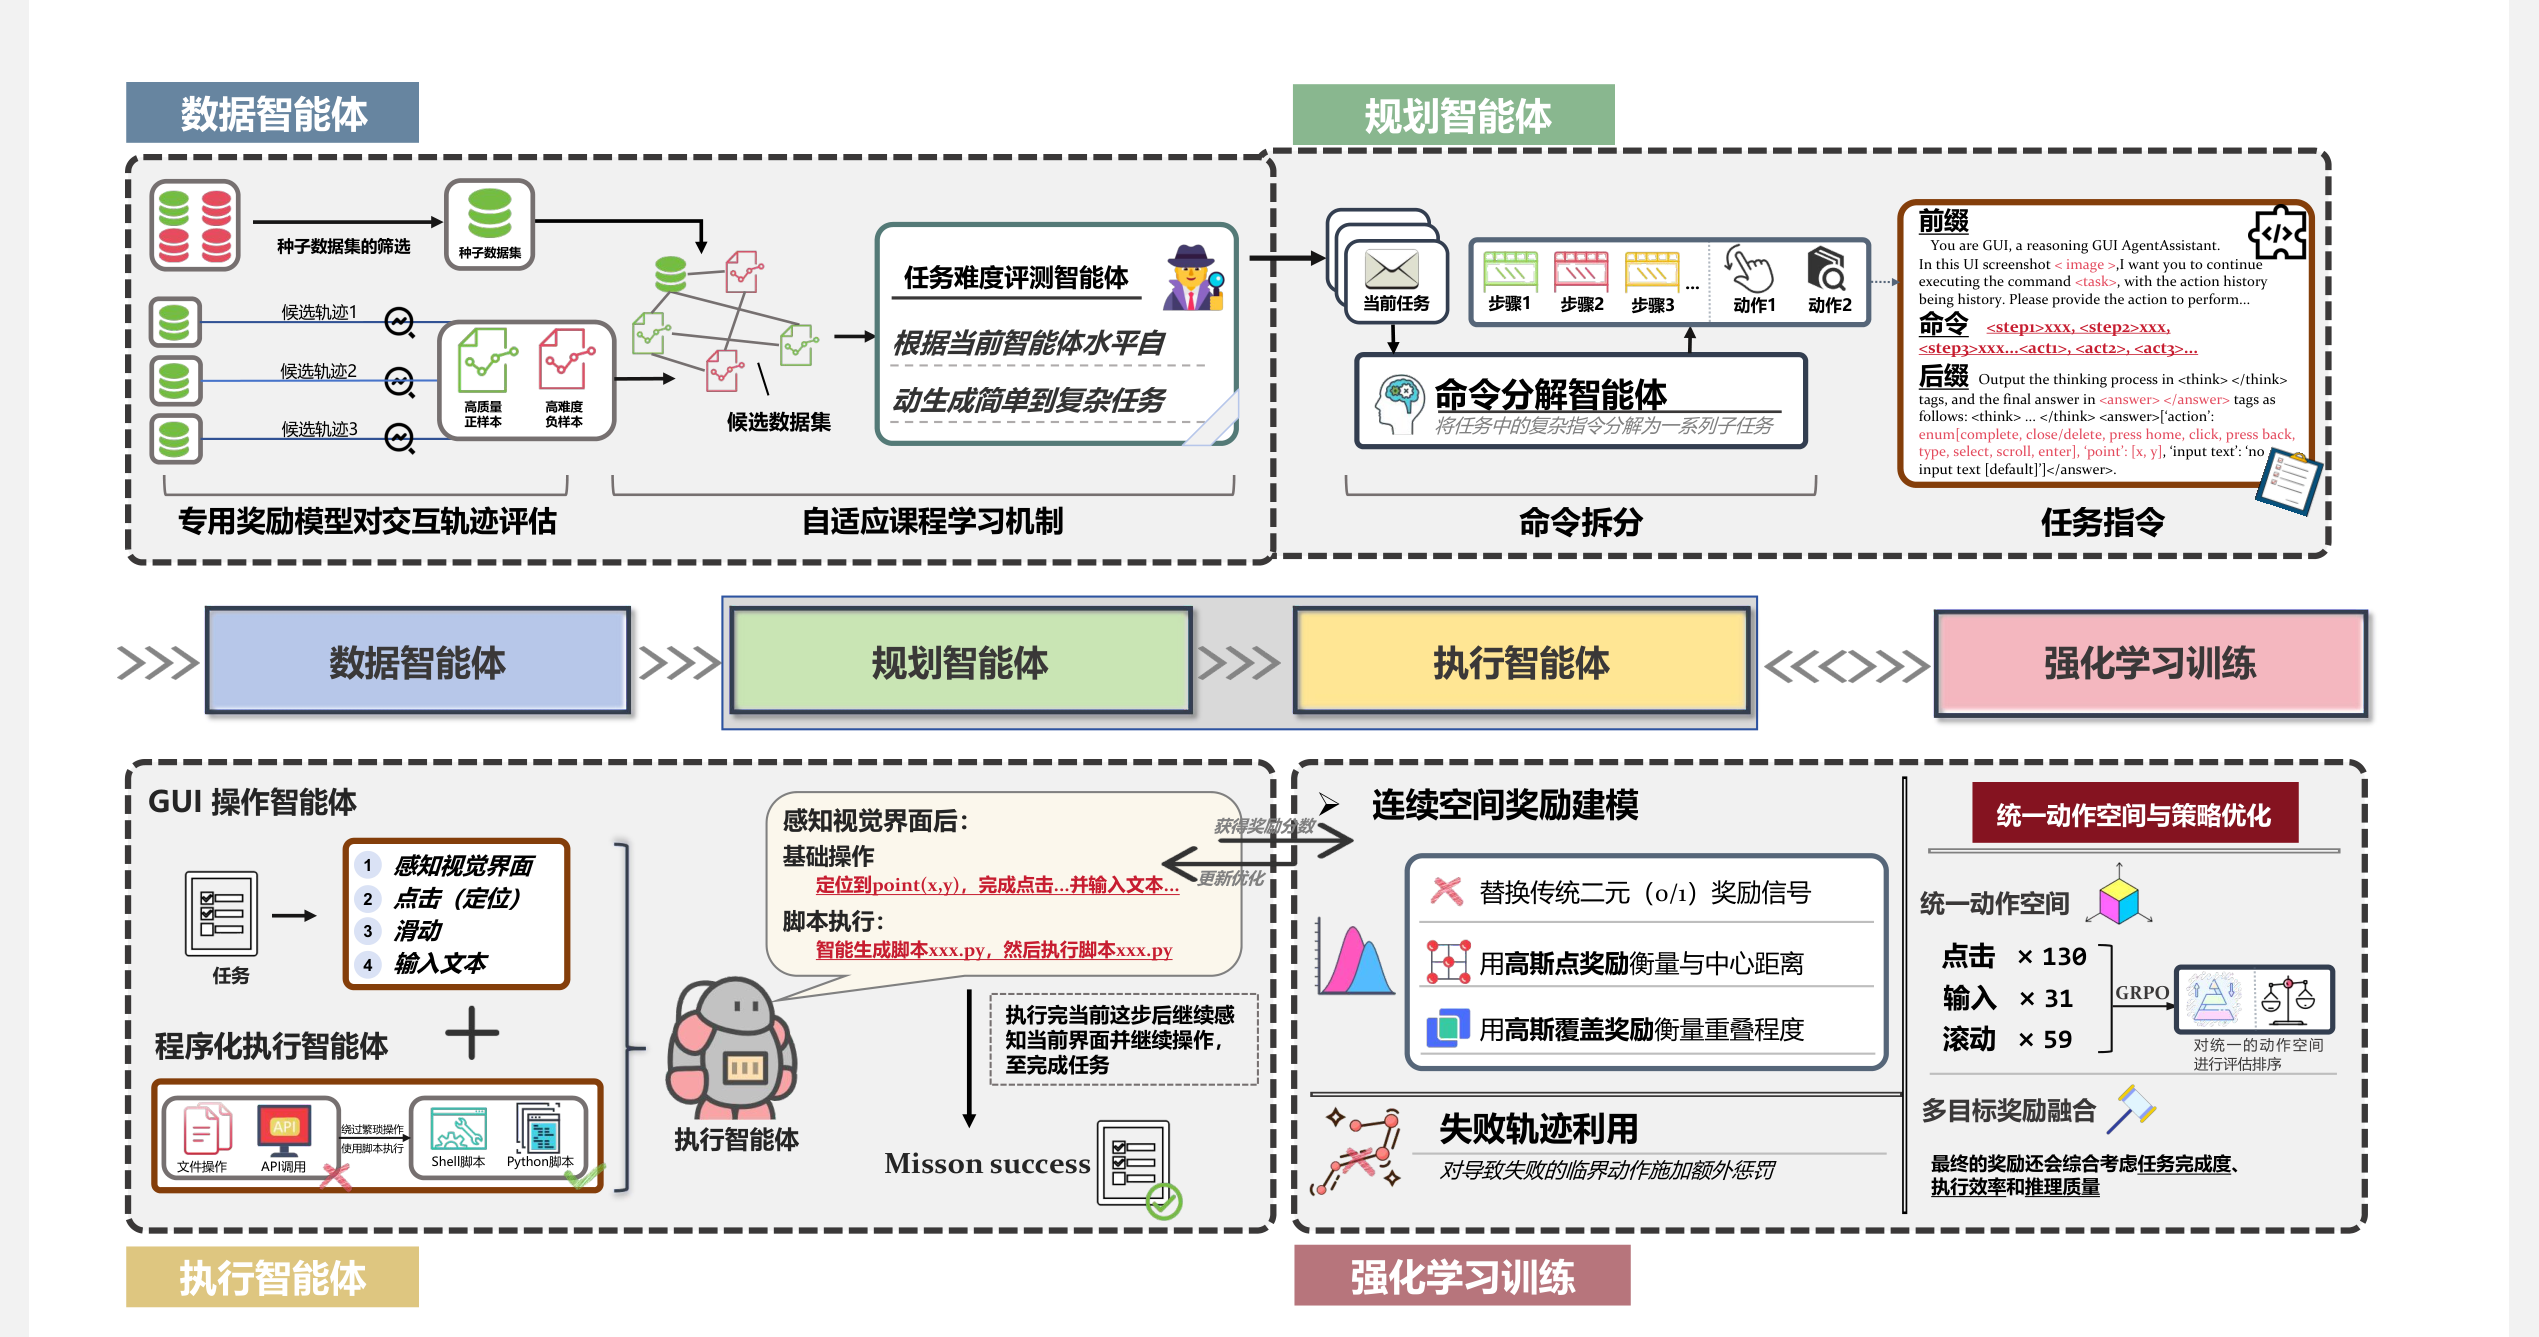 数据智能体
规划智能体
种子数据集的筛选
种子数据集
候选轨迹1
候选轨迹2
候选轨迹3
高质量
正样本
高难度
负样本
候选数据集
任务难度评测智能体
根据当前智能体水平自
动生成简单到复杂任务
专用奖励模型对交互轨迹评估
自适应课程学习机制
当前任务
步骤1
步骤2
步骤3
...
动作1
动作2
命令分解智能体
将任务中的复杂指令分解为一系列子任务
命令拆分
前缀
You are GUI, a reasoning GUI AgentAssistant.
In this UI screenshot < image >,I want you to continue
executing the command <task>, with the action history
being history. Please provide the action to perform...
命令 <step1>xxx, <step2>xxx,
<step3>xxx...<act1>, <act2>, <act3>...
后缀 Output the thinking process in <think> </think>
tags, and the final answer in <answer> </answer> tags as
follows: <think> ... </think> <answer>[‘action’:
enum[complete, close/delete, press home, click, press back,
type, select, scroll, enter], ‘point’: [x, y], ‘input text’: ‘no
input text [default]’]</answer>.
</>
任务指令
数据智能体
规划智能体
执行智能体
强化学习训练
GUI 操作智能体
任务
1 感知视觉界面
2 点击（定位）
3 滑动
4 输入文本
程序化执行智能体
文件操作
API
API调用
绕过繁琐操作
使用脚本执行
Shell脚本
Python脚本
感知视觉界面后：
基础操作
定位到point(x,y)，完成点击...并输入文本...
脚本执行：
智能生成脚本xxx.py，然后执行脚本xxx.py
执行智能体
执行完当前这步后继续感
知当前界面并继续操作，
至完成任务
Misson success
获得奖励分数
更新优化
连续空间奖励建模
替换传统二元（0/1）奖励信号
用高斯点奖励衡量与中心距离
用高斯覆盖奖励衡量重叠程度
失败轨迹利用
对导致失败的临界动作施加额外惩罚
统一动作空间与策略优化
统一动作空间
点击 × 130
输入 × 31
滚动 × 59
GRPO
对统一的动作空间
进行评估排序
多目标奖励融合
最终的奖励还会综合考虑任务完成度、
执行效率和推理质量
执行智能体
强化学习训练